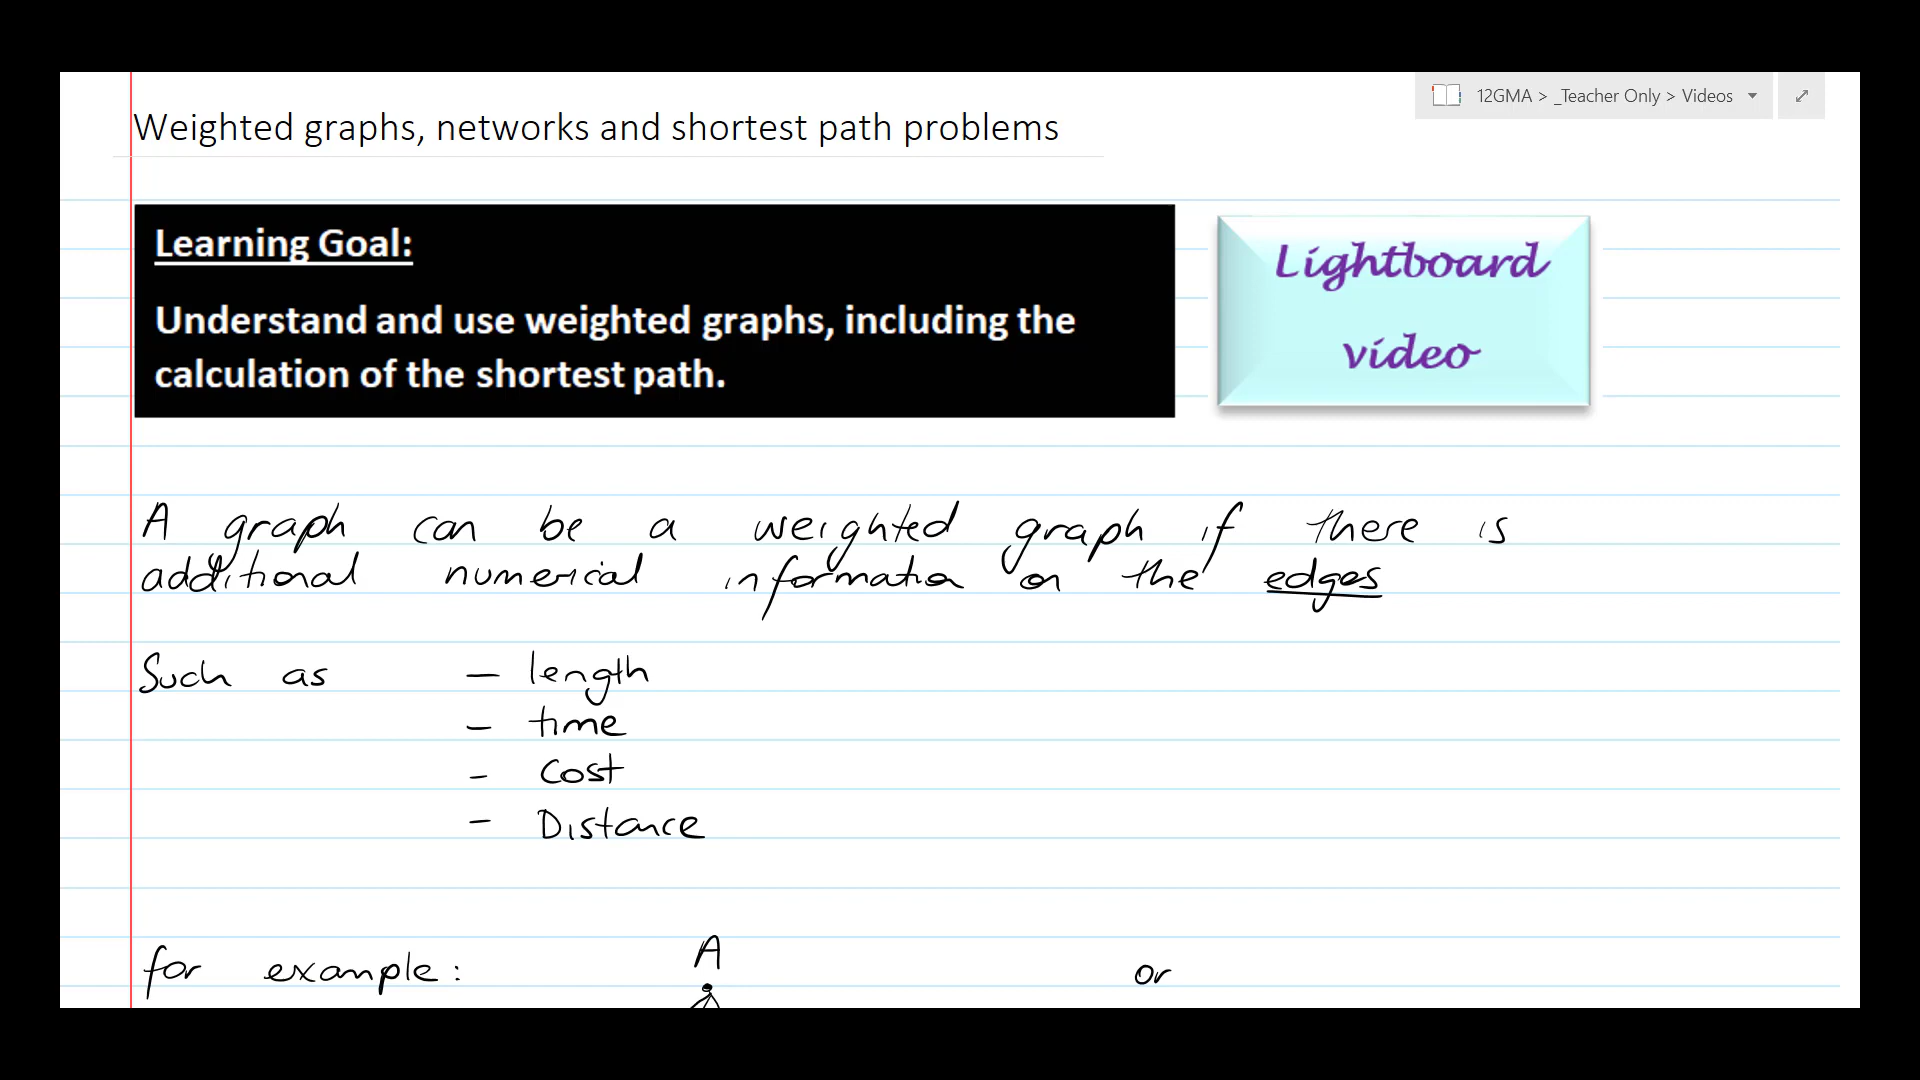 12GMA > _Teacher Only > Videos
Weighted graphs, networks and shortest path problems
Learning Goal:
Understand and use weighted graphs, including the
calculation of the shortest path.
Lightboard
video
A graph can be a weighted graph if there is
additional numerical information on the edges
Such as – length
– time
– Cost
– Distance
for example:
A
or